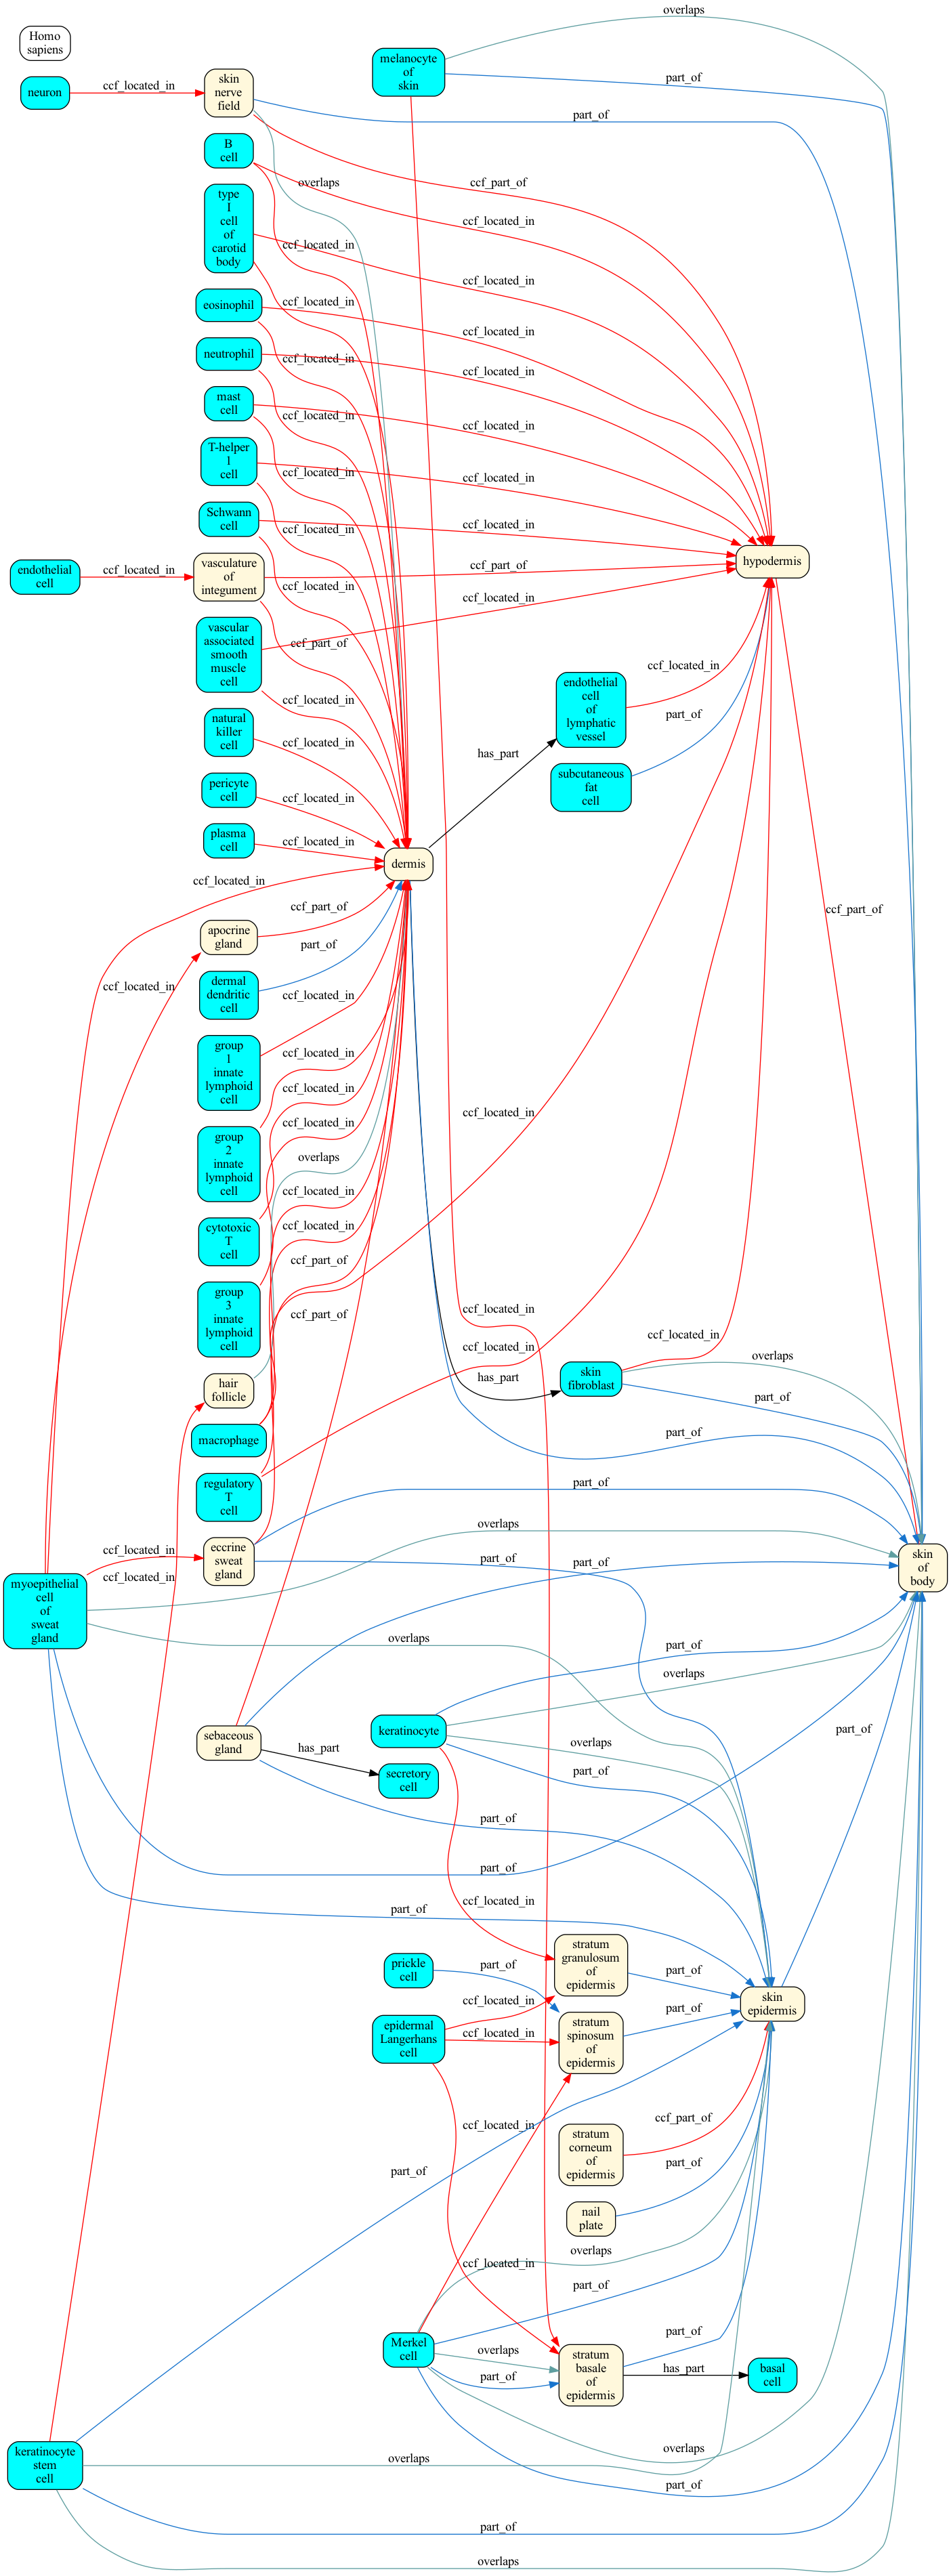 overlaps
Homo
sapiens
melanocyte
of
skin
neuron
ccf_located_in
skin
nerve
field
part_of
part_of
ccf_part_of
overlaps
B
cell
ccf_located_in
ccf_located_in
type
I
cell
of
carotid
body
ccf_located_in
ccf_located_in
eosinophil
ccf_located_in
ccf_located_in
neutrophil
ccf_located_in
ccf_located_in
mast
cell
ccf_located_in
ccf_located_in
T-helper
1
cell
ccf_located_in
ccf_located_in
Schwann
cell
ccf_located_in
ccf_located_in
endothelial
cell
ccf_located_in
vasculature
of
integument
ccf_part_of
ccf_part_of
hypodermis
vascular
associated
smooth
muscle
cell
ccf_located_in
ccf_located_in
natural
killer
cell
ccf_located_in
endothelial
cell
of
lymphatic
vessel
ccf_located_in
part_of
has_part
subcutaneous
fat
cell
pericyte
cell
ccf_located_in
plasma
cell
ccf_located_in
dermis
ccf_located_in
apocrine
gland
ccf_part_of
ccf_part_of
dermal
dendritic
cell
part_of
ccf_located_in
group
1
innate
lymphoid
cell
ccf_located_in
group
2
innate
lymphoid
cell
ccf_located_in
cytotoxic
T
cell
ccf_located_in
ccf_located_in
overlaps
group
3
innate
lymphoid
cell
ccf_located_in
ccf_located_in
ccf_part_of
ccf_part_of
ccf_located_in
ccf_located_in
ccf_located_in
hair
follicle
has_part
skin
fibroblast
overlaps
part_of
macrophage
part_of
regulatory
T
cell
part_of
eccrine
sweat
gland
overlaps
part_of
part_of
skin
of
body
ccf_located_in
ccf_located_in
myoepithelial
cell
of
sweat
gland
overlaps
part_of
overlaps
sebaceous
gland
has_part
keratinocyte
secretory
cell
overlaps
part_of
part_of
part_of
part_of
part_of
ccf_located_in
part_of
stratum
granulosum
of
epidermis
part_of
prickle
cell
part_of
skin
epidermis
epidermal
Langerhans
cell
ccf_located_in
ccf_located_in
stratum
spinosum
of
epidermis
part_of
ccf_located_in
stratum
corneum
of
epidermis
ccf_part_of
part_of
part_of
nail
plate
overlaps
ccf_located_in
part_of
Merkel
cell
overlaps
part_of
stratum
basale
of
epidermis
part_of
has_part
basal
cell
keratinocyte
stem
cell
overlaps
overlaps
part_of
part_of
overlaps